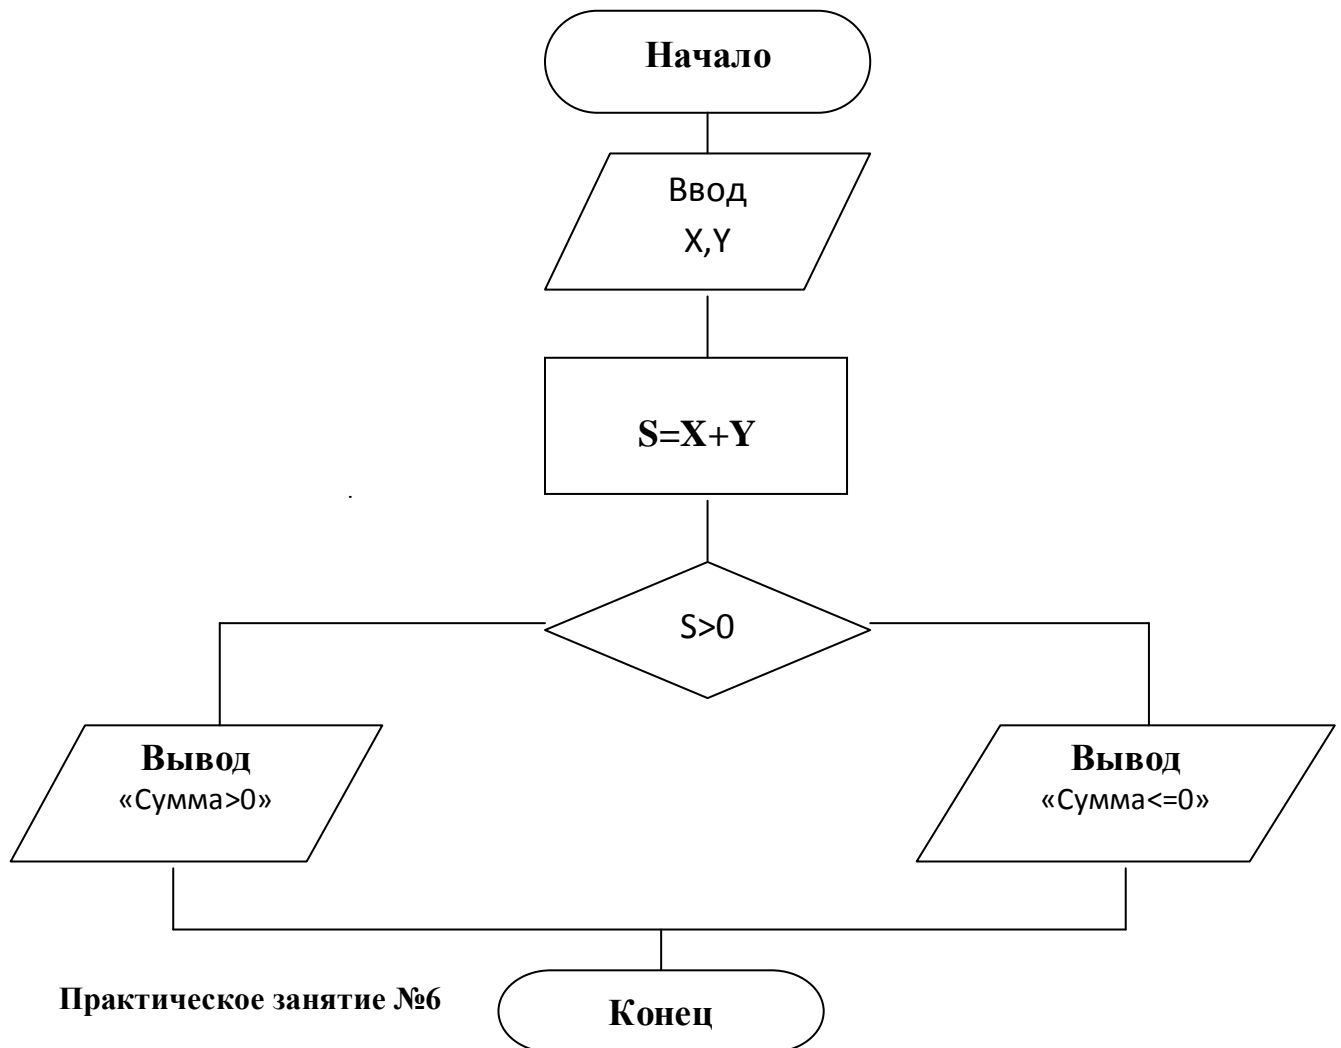 Начало
Ввод
X,Y
S=X+Y
S>0
Вывод
«Сумма>0»
Вывод
«Сумма<=0»
Практическое занятие №6
Конец